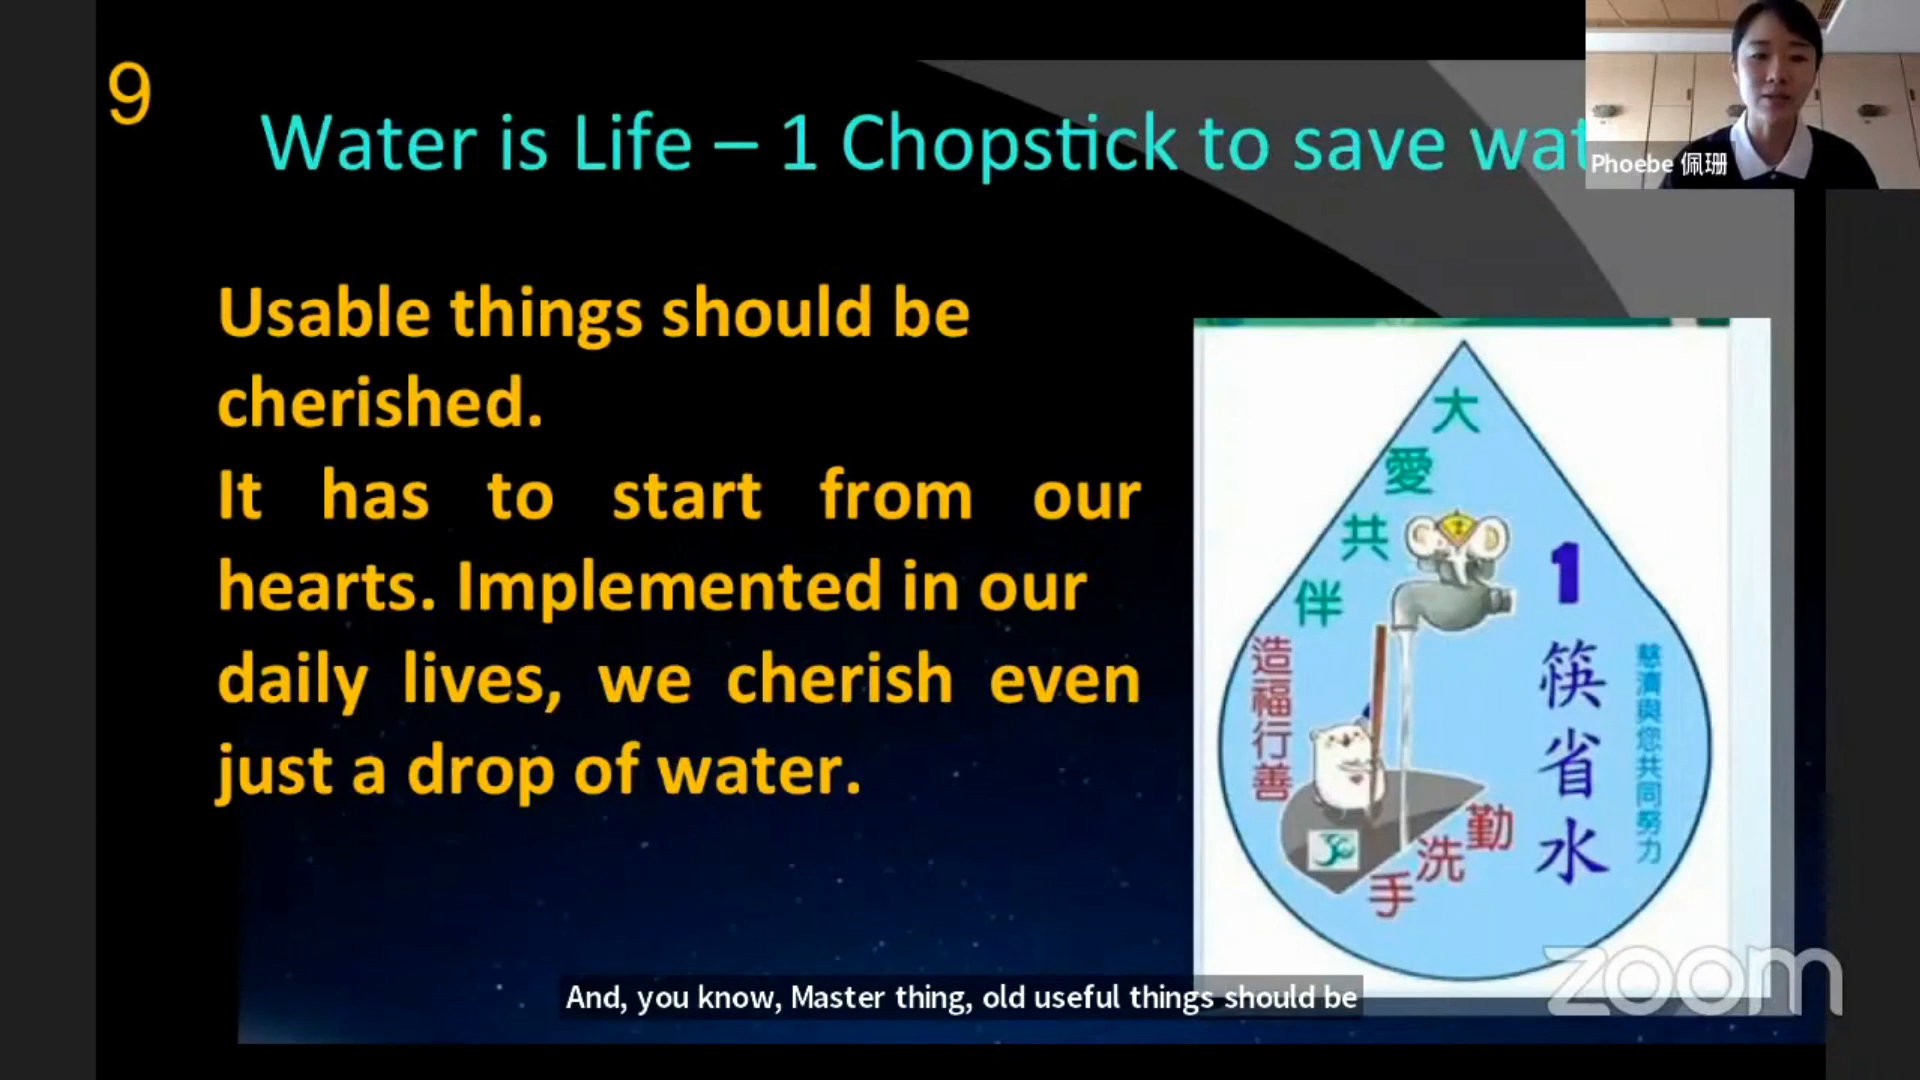 9
Water is Life – 1 Chopstick to save wat
Phoebe 佩珊
Usable things should be
cherished.
It has to start from our
hearts. Implemented in our
daily lives, we cherish even
just a drop of water.
大愛共伴
造福行善
1筷省水
慈濟與您共同努力
勤洗手
30
And, you know, Master thing, old useful things should be
zoom